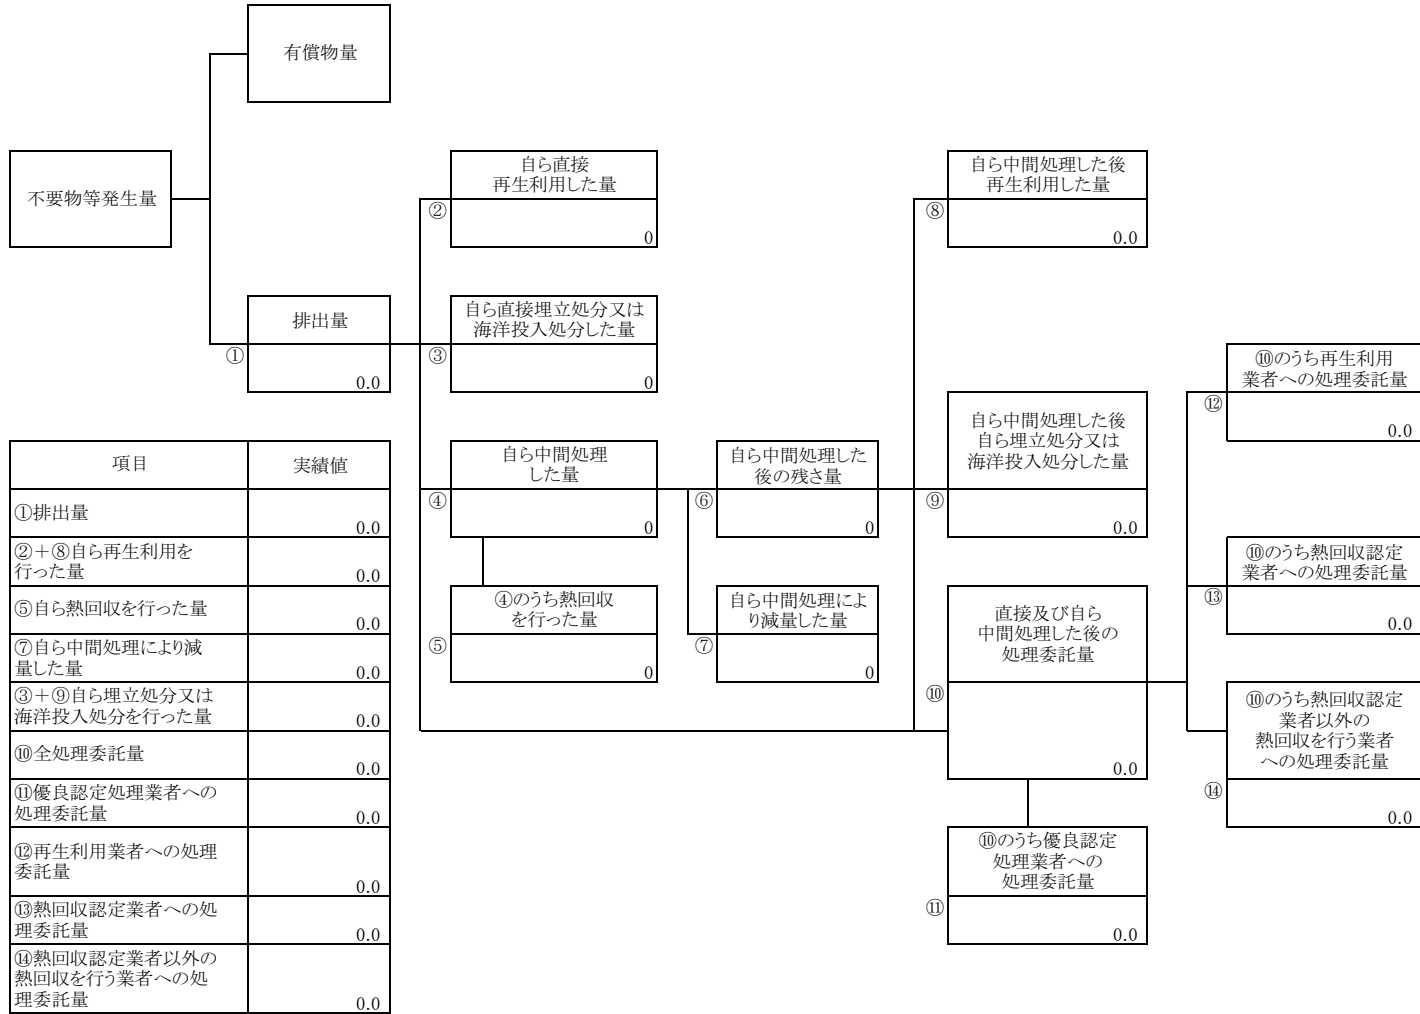 有償物量
不要物等発生量
排出量
①
0.0
自ら直接
再生利用した量
②
0
自ら直接埋立処分又は
海洋投入処分した量
③
0
自ら中間処理
した量
④
0
④のうち熱回収
を行った量
⑤
0
自ら中間処理した
後の残さ量
⑥
0
自ら中間処理によ
り減量した量
⑦
0
自ら中間処理した後
再生利用した量
⑧
0.0
自ら中間処理した後
自ら埋立処分又は
海洋投入処分した量
⑨
0.0
直接及び自ら
中間処理した後の
処理委託量
⑩
0.0
⑩のうち優良認定
処理業者への
処理委託量
⑪
0.0
⑩のうち再生利用
業者への処理委託量
⑫
0.0
⑩のうち熱回収認定
業者への処理委託量
⑬
0.0
⑩のうち熱回収認定
業者以外の
熱回収を行う業者
への処理委託量
⑭
0.0
項目 実績値
①排出量
0.0
②＋⑧自ら再生利用を
行った量
0.0
⑤自ら熱回収を行った量
0.0
⑦自ら中間処理により減
量した量
0.0
③＋⑨自ら埋立処分又は
海洋投入処分を行った量
0.0
⑩全処理委託量
0.0
⑪優良認定処理業者への
処理委託量
0.0
⑫再生利用業者への処理
委託量
0.0
⑬熱回収認定業者への処
理委託量
0.0
⑭熱回収認定業者以外の
熱回収を行う業者への処
理委託量
0.0